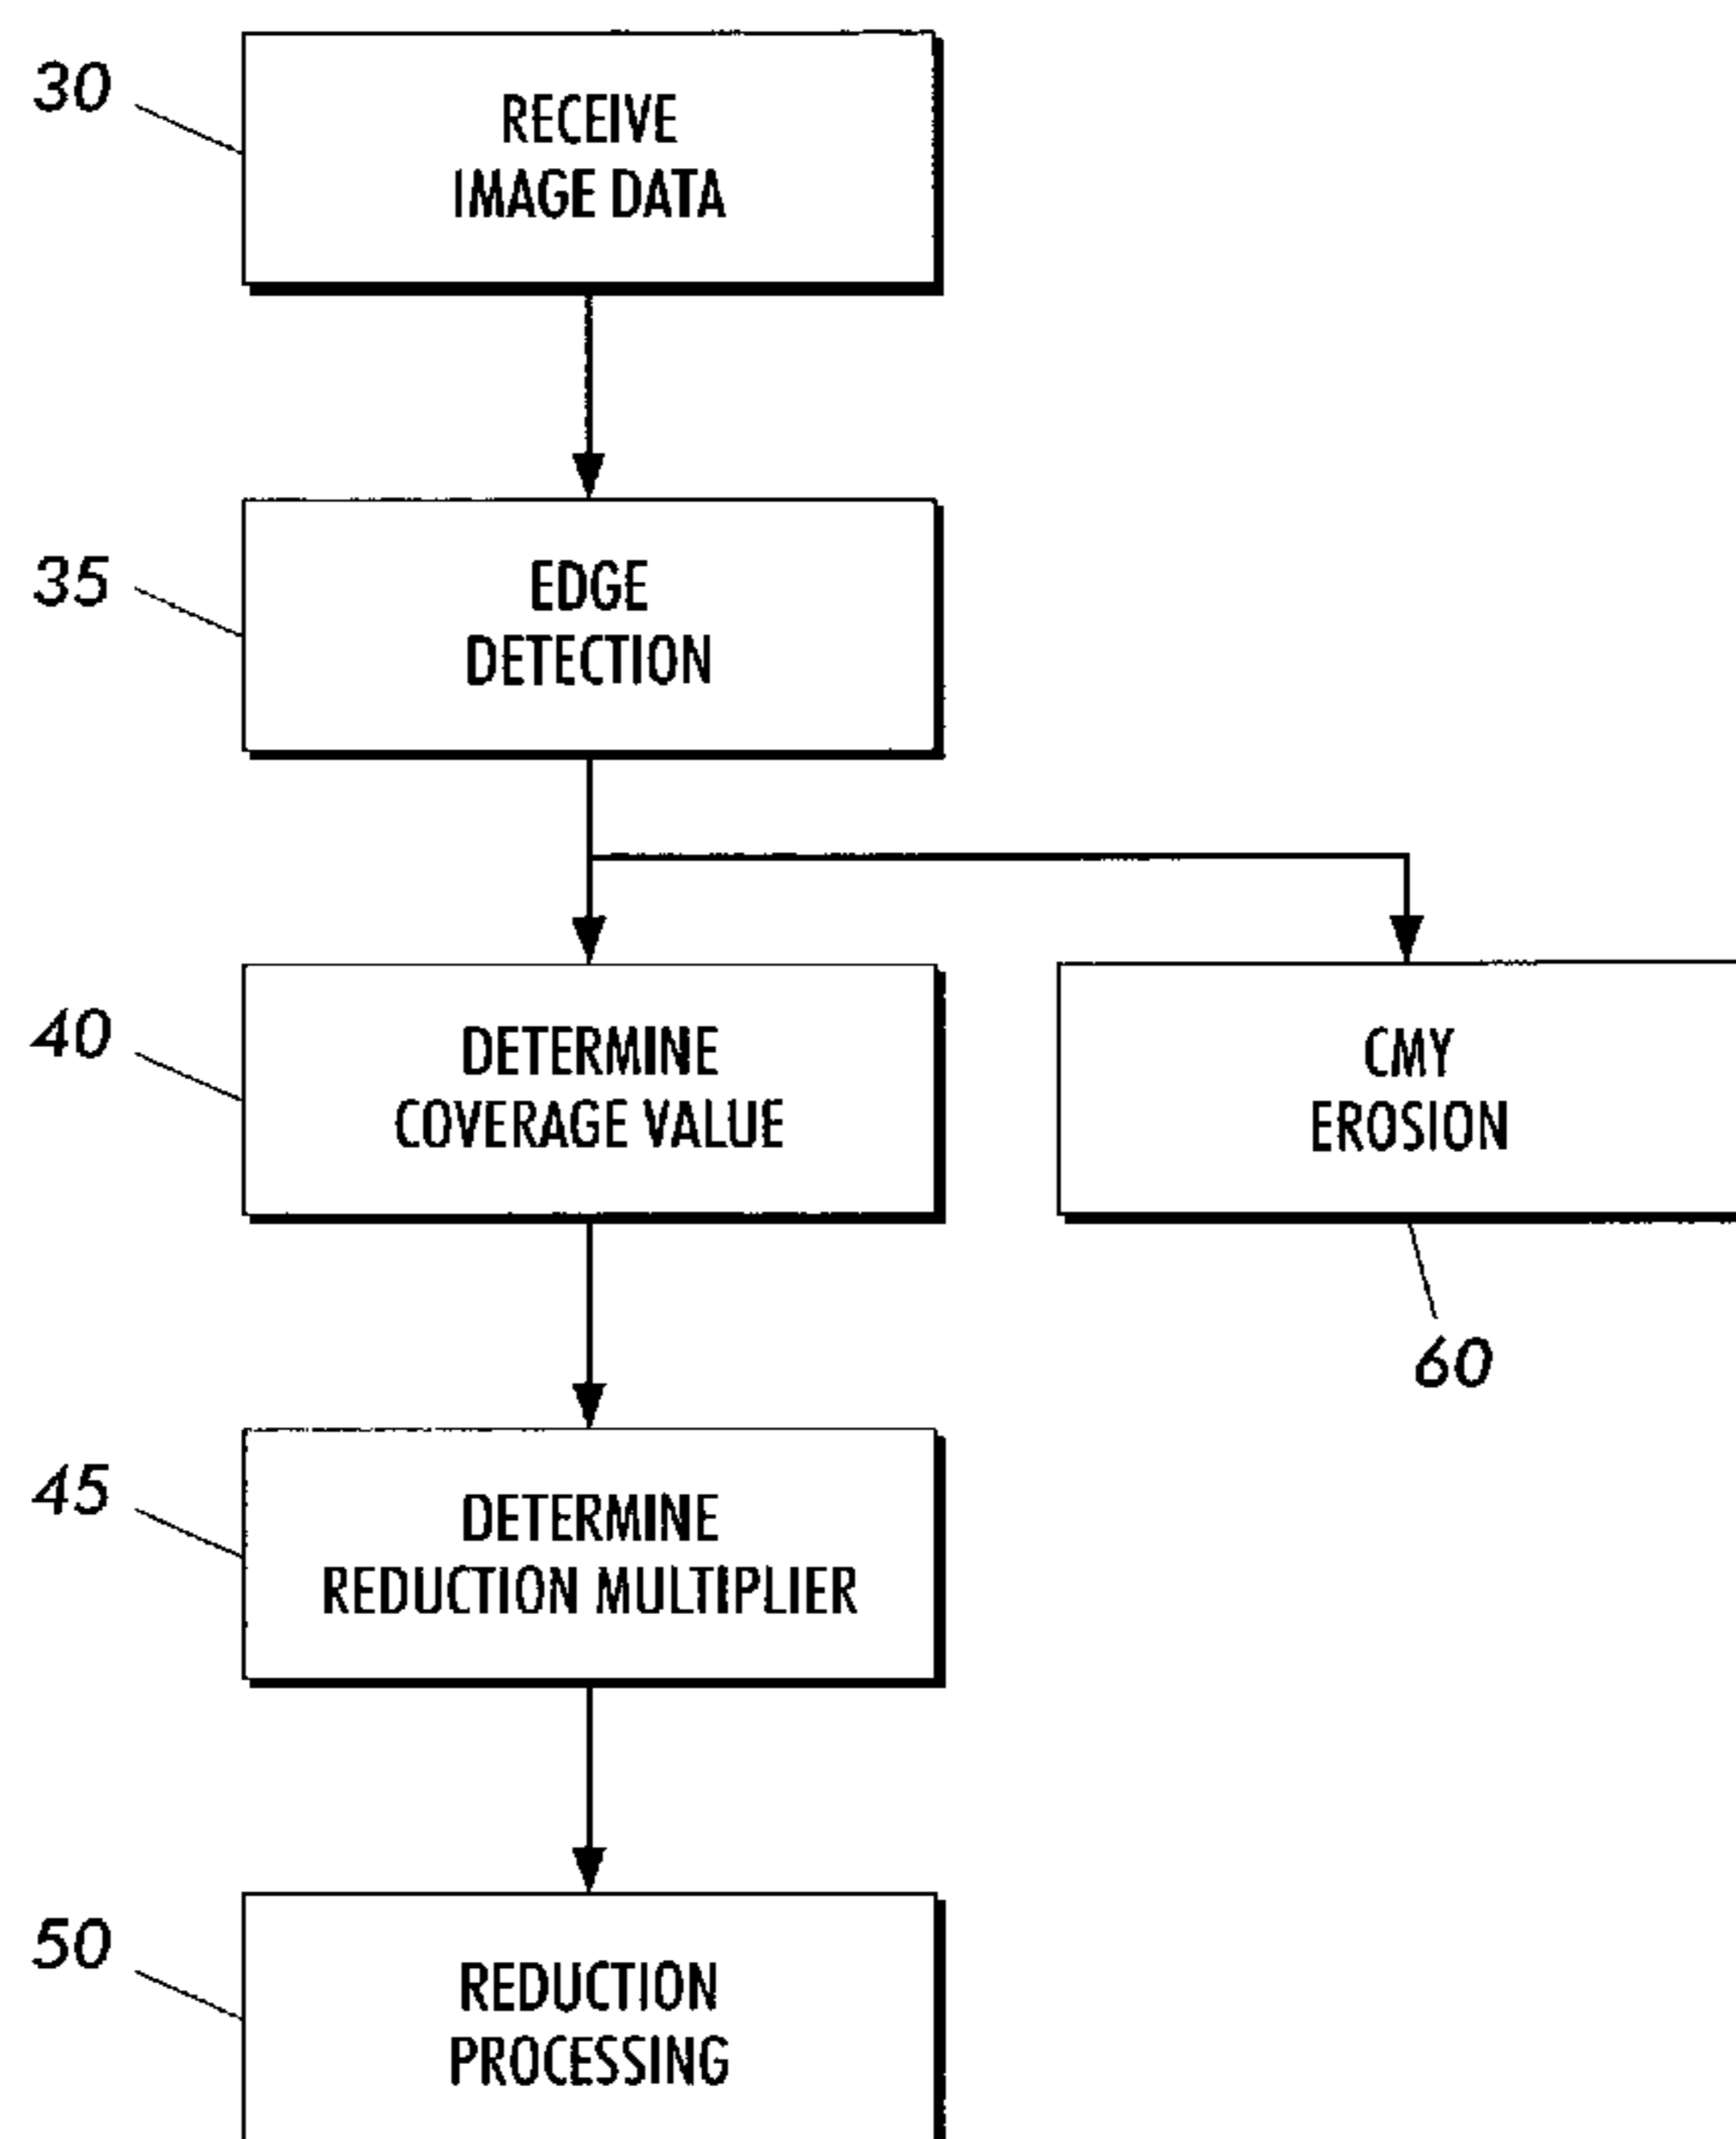 30
RECEIVE
IMAGE DATA
35
EDGE
DETECTION
40
DETERMINE
COVERAGE VALUE
CMY
EROSION
60
45
DETERMINE
REDUCTION MULTIPLIER
50
REDUCTION
PROCESSING